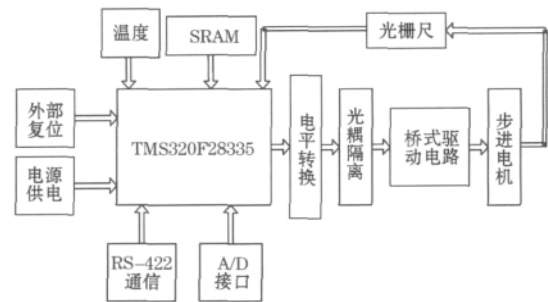 温度
SRAM
光栅尺
外部
复位
TMS320F28335
电平转换
光耦隔离
桥式驱
动电路
步进电机
电源
供电
RS-422
通信
A/D
接口